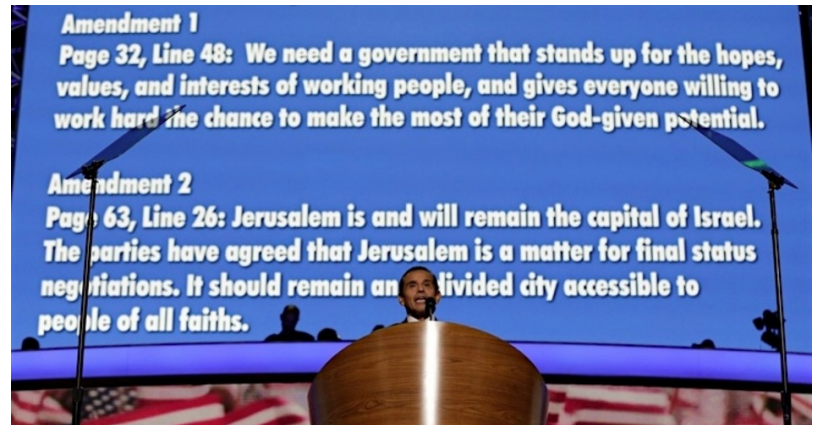 Amendment 1
Page 32, Line 48: We need a government that stands up for the hopes,
values, and interests of working people, and gives everyone willing to
work hard the chance to make the most of their God-given potential.
Amendment 2
Page 63, Line 26: Jerusalem is and will remain the capital of Israel.
The parties have agreed that Jerusalem is a matter for final status
negotiations. It should remain an divided city accessible to
people of all faiths.